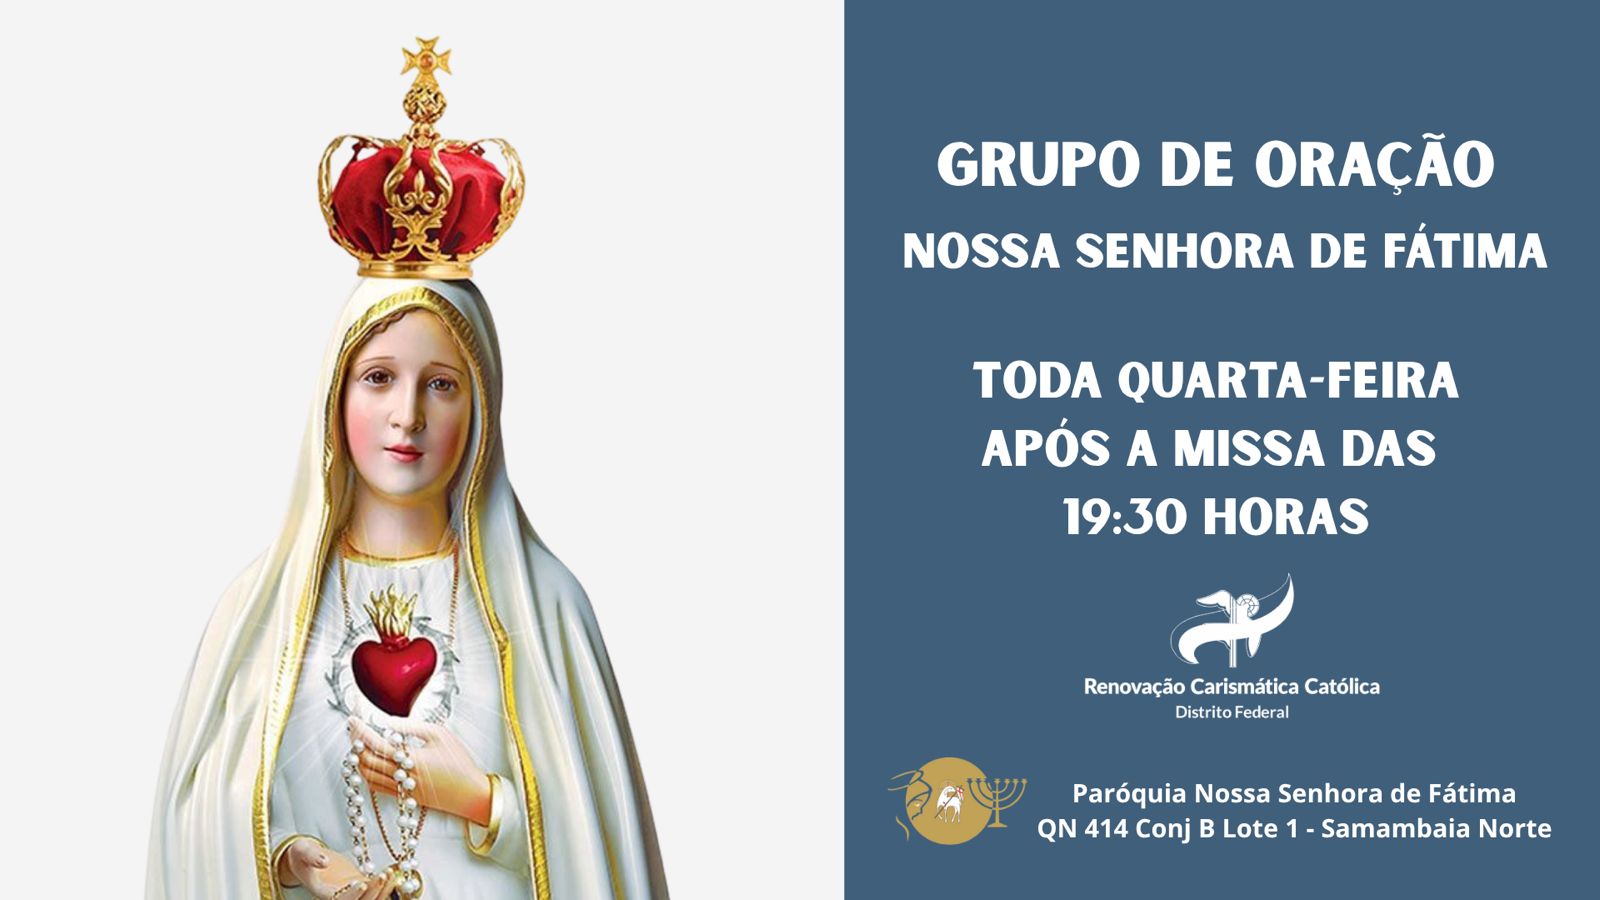 GRUPO DE ORAÇÃO
NOSSA SENHORA DE FÁTIMA
TODA QUARTA-FEIRA
APÓS A MISSA DAS
19:30 HORAS
Renovação Carismática Católica
Distrito Federal
Paróquia Nossa Senhora de Fátima
QN 414 Conj B Lote 1 - Samambaia Norte